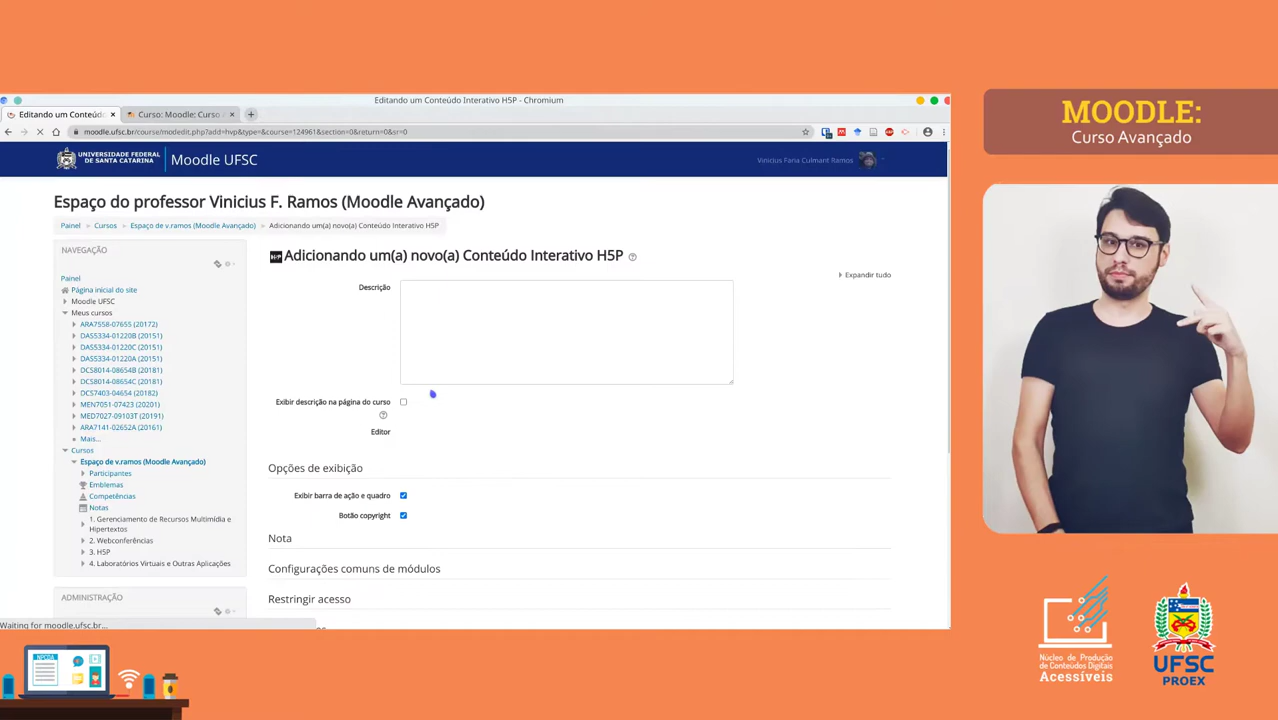 Editando um Conteúdo Interativo H5P - Chromium
Editando um Conteúd
Curso: Moodle: Curso
moodle.ufsc.br/course/modedit.php?add=hvp&type=&course=124961&section=0&return=0&sr=0
UNIVERSIDADE FEDERAL
DE SANTA CATARINA
Moodle UFSC
Vinicius Faria Culmant Ramos
Espaço do professor Vinicius F. Ramos (Moodle Avançado)
Painel > Cursos > Espaço de v.ramos (Moodle Avançado) > Adicionando um(a) novo(a) Conteúdo Interativo H5P
NAVEGAÇÃO
Painel
Página inicial do site
Moodle UFSC
Meus cursos
ARA7558-07655 (20172)
DAS5334-01220B (20151)
DAS5334-01220C (20151)
DAS5334-01220A (20151)
DCS8014-08654B (20181)
DCS8014-08654C (20181)
DCS7403-04654 (20182)
MEN7051-07423 (20201)
MED7027-09103T (20191)
ARA7141-02652A (20161)
Mais...
Cursos
Espaço de v.ramos (Moodle Avançado)
Participantes
Emblemas
Competências
Notas
1. Gerenciamento de Recursos Multimídia e
Hipertextos
2. Webconferências
3. H5P
4. Laboratórios Virtuais e Outras Aplicações
ADMINISTRAÇÃO
Waiting for moodle.ufsc.br...
H5P Adicionando um(a) novo(a) Conteúdo Interativo H5P
Expandir tudo
Descrição
Exibir descrição na página do curso
Editor
Opções de exibição
Exibir barra de ação e quadro
Botão copyright
Nota
Configurações comuns de módulos
Restringir acesso
MOODLE:
Curso Avançado
Núcleo de Produção
de Conteúdos Digitais
Acessíveis
UFSC
PROEX
NPCDA